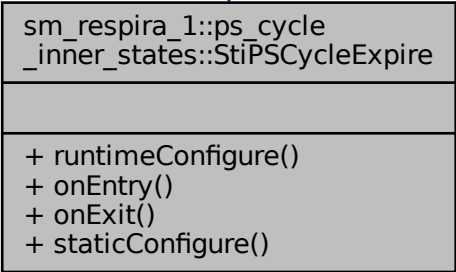 sm_respira_1::ps_cycle
_inner_states::StiPSCycleExpire
+ runtimeConfigure()
+ onEntry()
+ onExit()
+ staticConfigure()